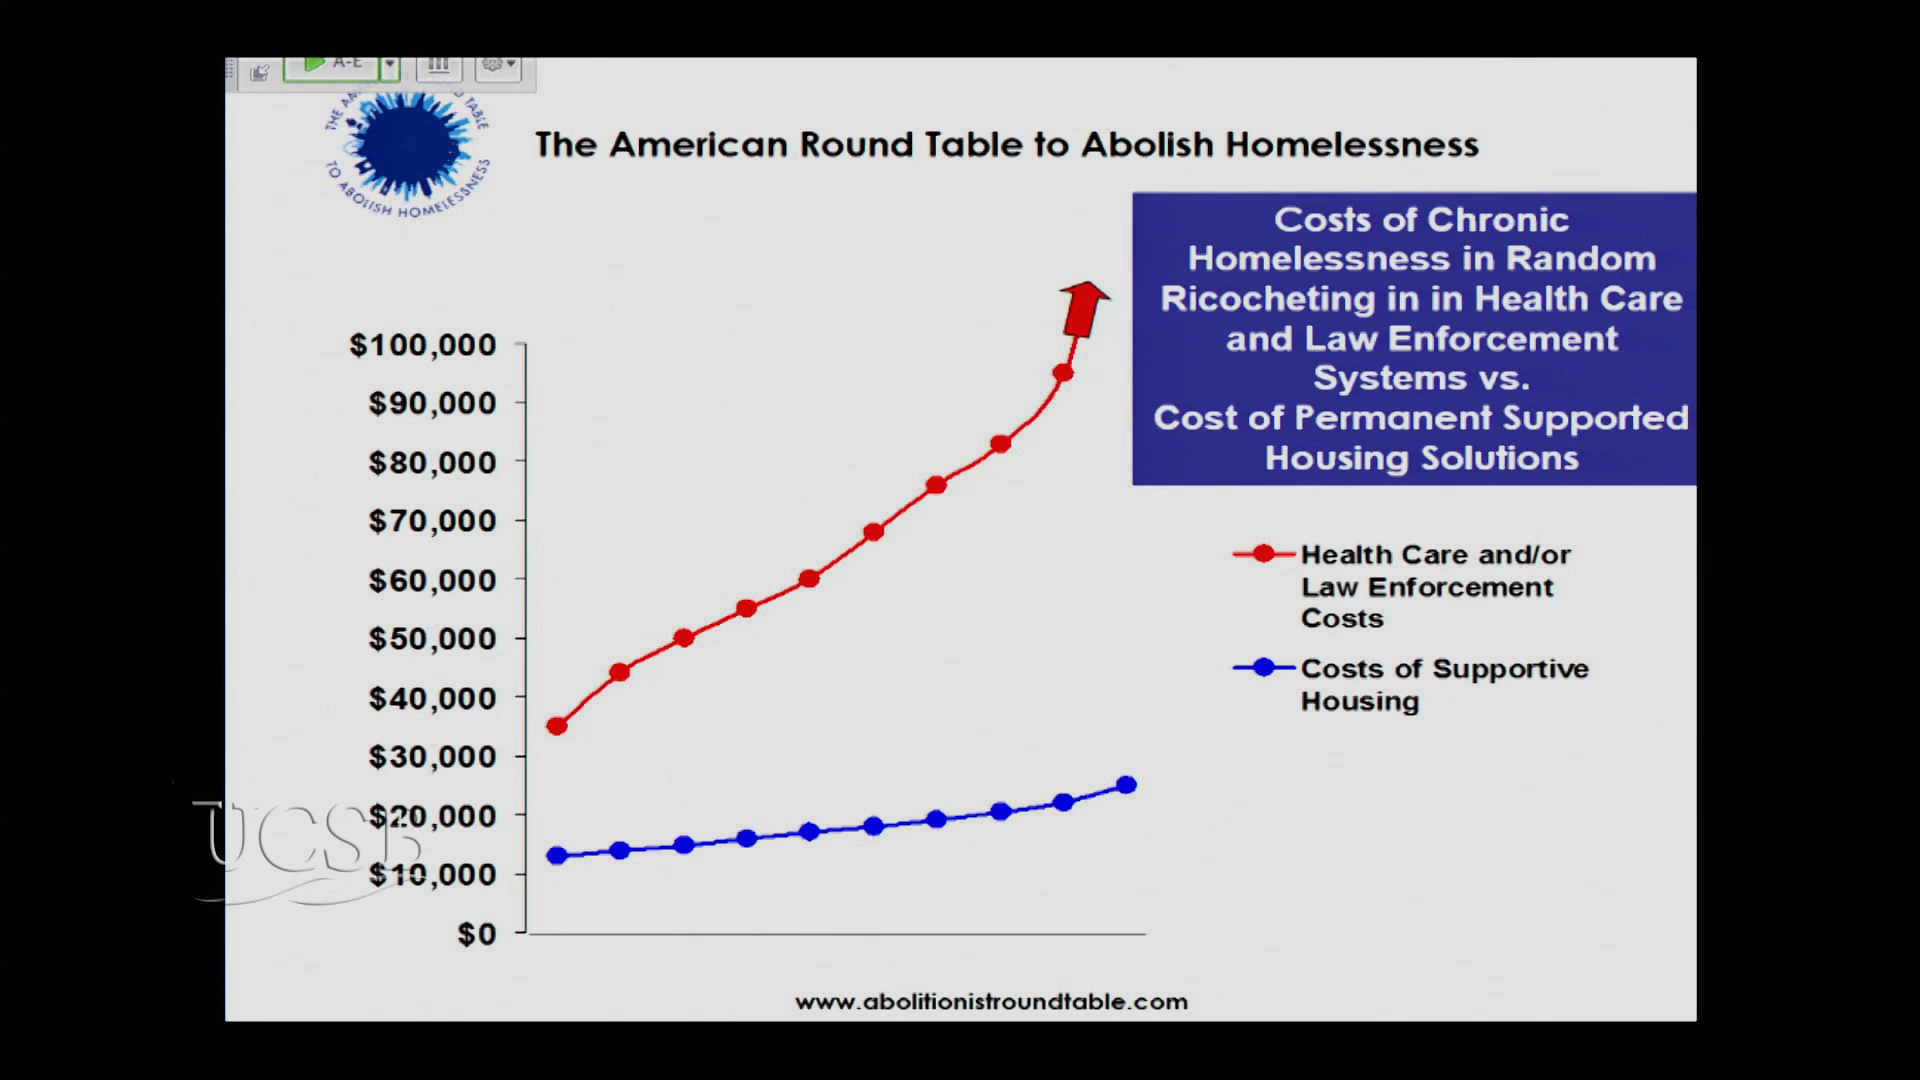 A-E
THE AM
D TABLE
TO ABOLISH HOMELESSNESS
The American Round Table to Abolish Homelessness
Costs of Chronic
Homelessness in Random
Ricocheting in in Health Care
and Law Enforcement
Systems vs.
Cost of Permanent Supported
Housing Solutions
$100,000
$90,000
$80,000
$70,000
$60,000
$50,000
$40,000
$30,000
$20,000
$10,000
$0
Health Care and/or
Law Enforcement
Costs
Costs of Supportive
Housing
UCSB
www.abolitionistroundtable.com